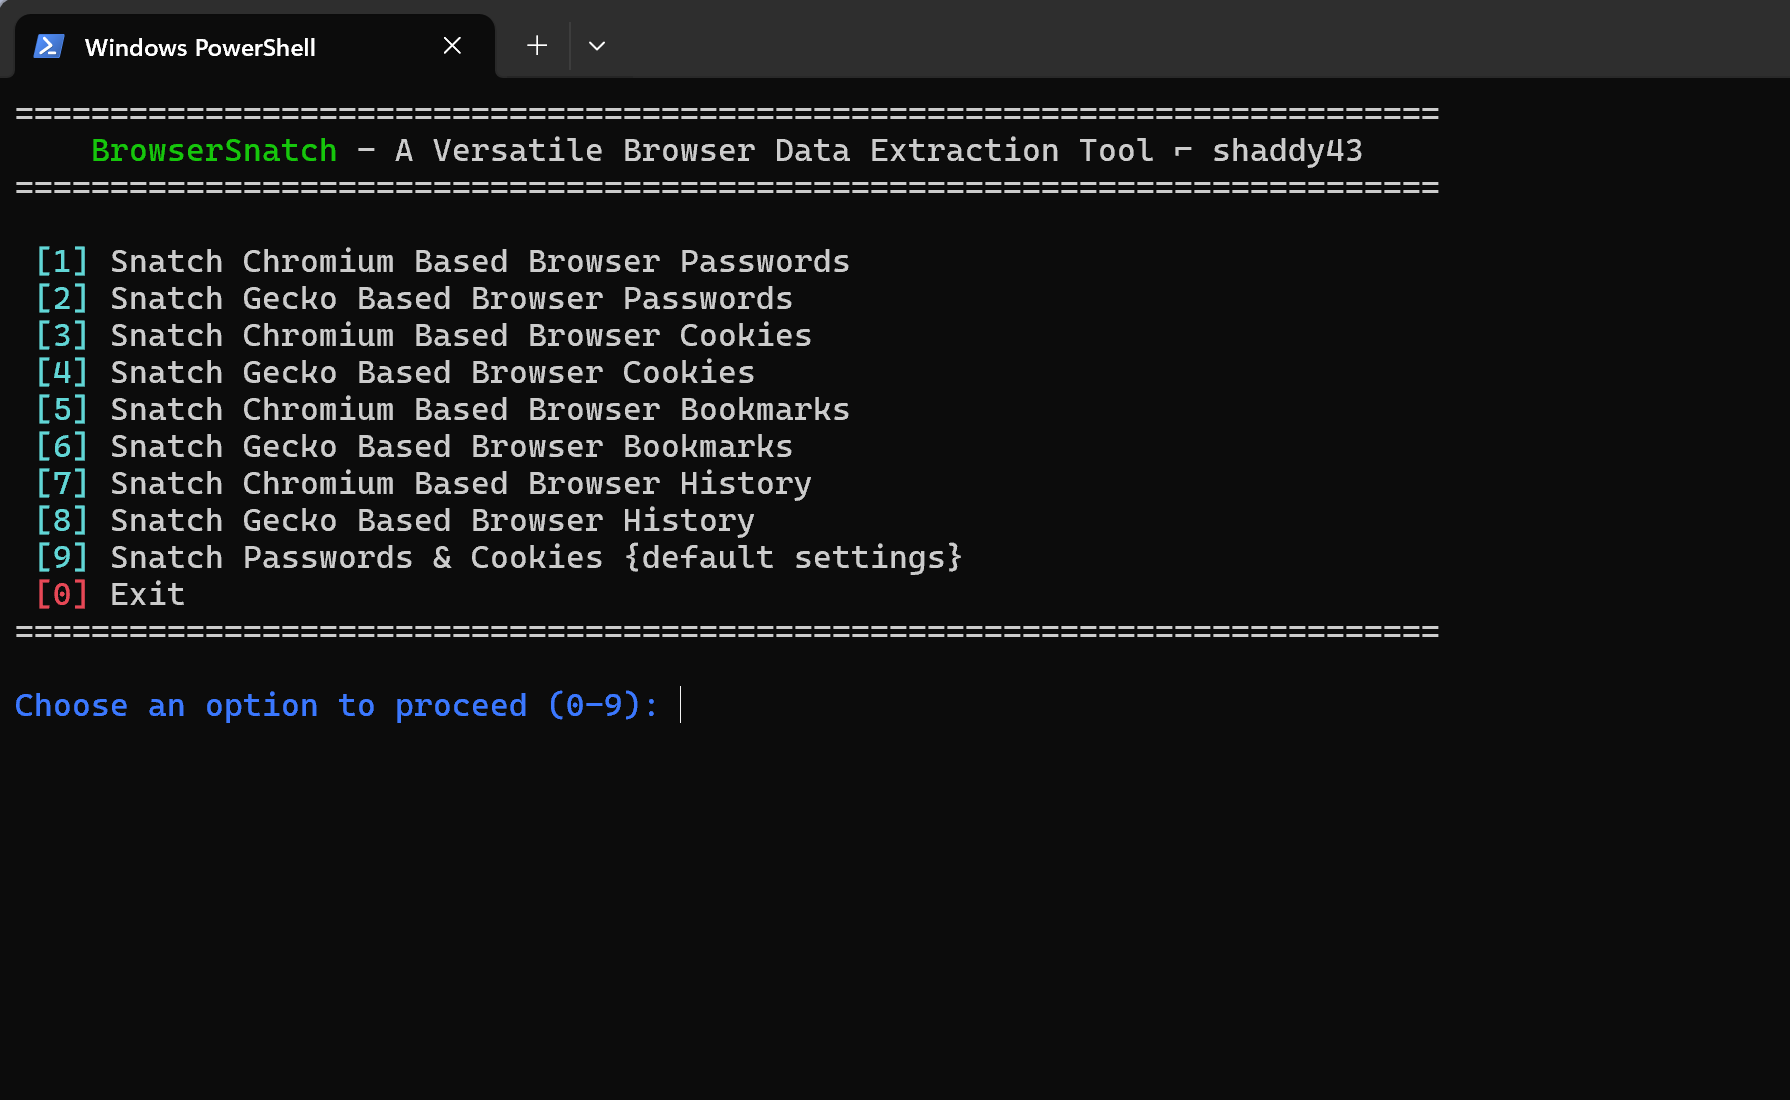 Windows PowerShell
===========================================================================
BrowserSnatch - A Versatile Browser Data Extraction Tool ⌐ shaddy43
===========================================================================
[1] Snatch Chromium Based Browser Passwords
[2] Snatch Gecko Based Browser Passwords
[3] Snatch Chromium Based Browser Cookies
[4] Snatch Gecko Based Browser Cookies
[5] Snatch Chromium Based Browser Bookmarks
[6] Snatch Gecko Based Browser Bookmarks
[7] Snatch Chromium Based Browser History
[8] Snatch Gecko Based Browser History
[9] Snatch Passwords & Cookies {default settings}
[0] Exit
===========================================================================
Choose an option to proceed (0-9):